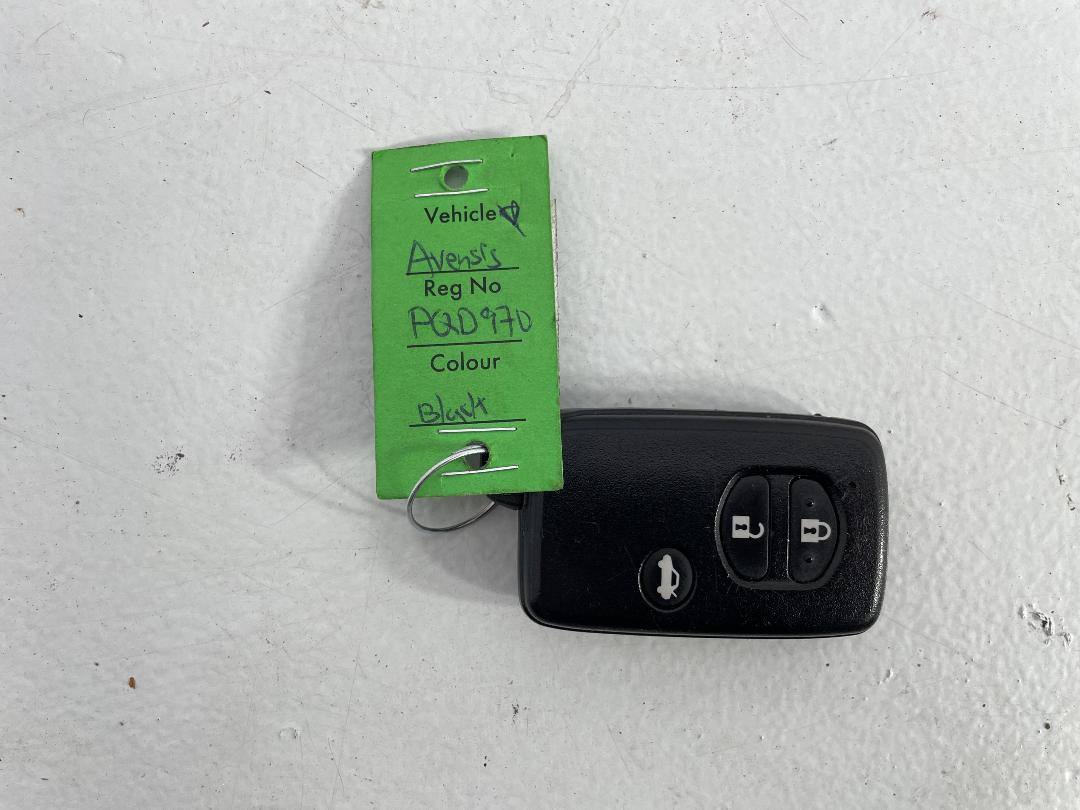 Vehicle
Avensis
Reg No
PQD970
Colour
Black